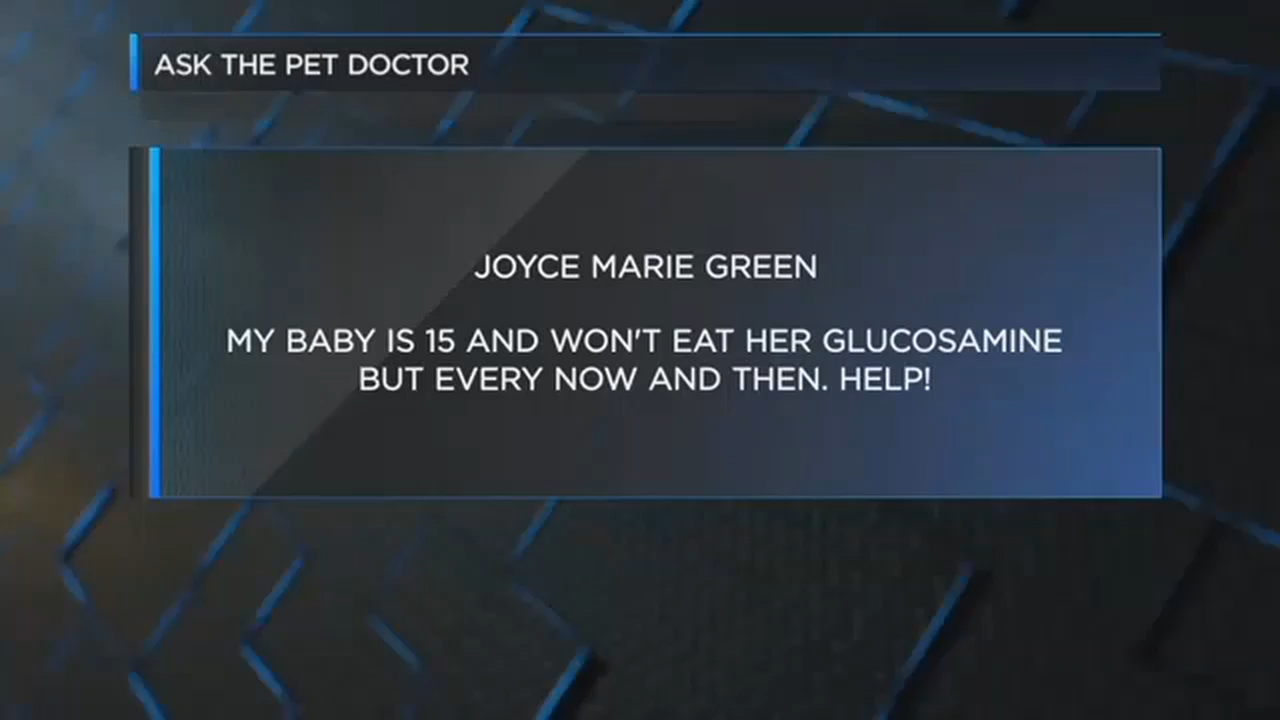 ASK THE PET DOCTOR
JOYCE MARIE GREEN
MY BABY IS 15 AND WON'T EAT HER GLUCOSAMINE
BUT EVERY NOW AND THEN. HELP!